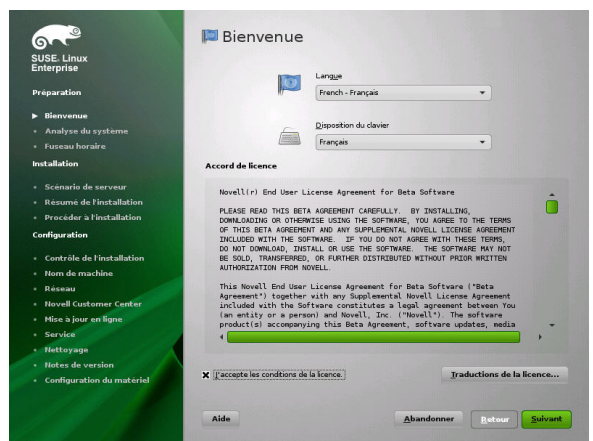 SUSE. Linux
Enterprise
Préparation
Bienvenue
Analyse du système
Fuseau horaire
Installation
Scénario de serveur
Résumé de l'installation
Procéder à l'installation
Configuration
Contrôle de l'installation
Nom de machine
Réseau
Novell Customer Center
Mise à jour en ligne
Service
Nettoyage
Notes de version
Configuration du matériel
Bienvenue
Langue
French - Français
Disposition du clavier
Français
Accord de licence
Novell(r) End User License Agreement for Beta Software
PLEASE READ THIS BETA AGREEMENT CAREFULLY. BY INSTALLING,
DOWNLOADING OR OTHERWISE USING THE SOFTWARE, YOU AGREE TO THE TERMS
OF THIS BETA AGREEMENT AND ANY SUPPLEMENTAL NOVELL LICENSE AGREEMENT
INCLUDED WITH THE SOFTWARE. IF YOU DO NOT AGREE WITH THESE TERMS,
DO NOT DOWNLOAD, INSTALL OR USE THE SOFTWARE. THE SOFTWARE MAY NOT
BE SOLD, TRANSFERRED, OR FURTHER DISTRIBUTED WITHOUT PRIOR WRITTEN
AUTHORIZATION FROM NOVELL.
This Novell End User License Agreement for Beta Software ("Beta
Agreement") together with any Supplemental Novell License Agreement
included with the Software constitutes a legal agreement between You
(an entity or a person) and Novell, Inc. ("Novell"). The software
product(s) accompanying this Beta Agreement, software updates, media
J'accepte les conditions de la licence.
Traductions de la licence...
Aide
Abandonner
Retour
Suivant